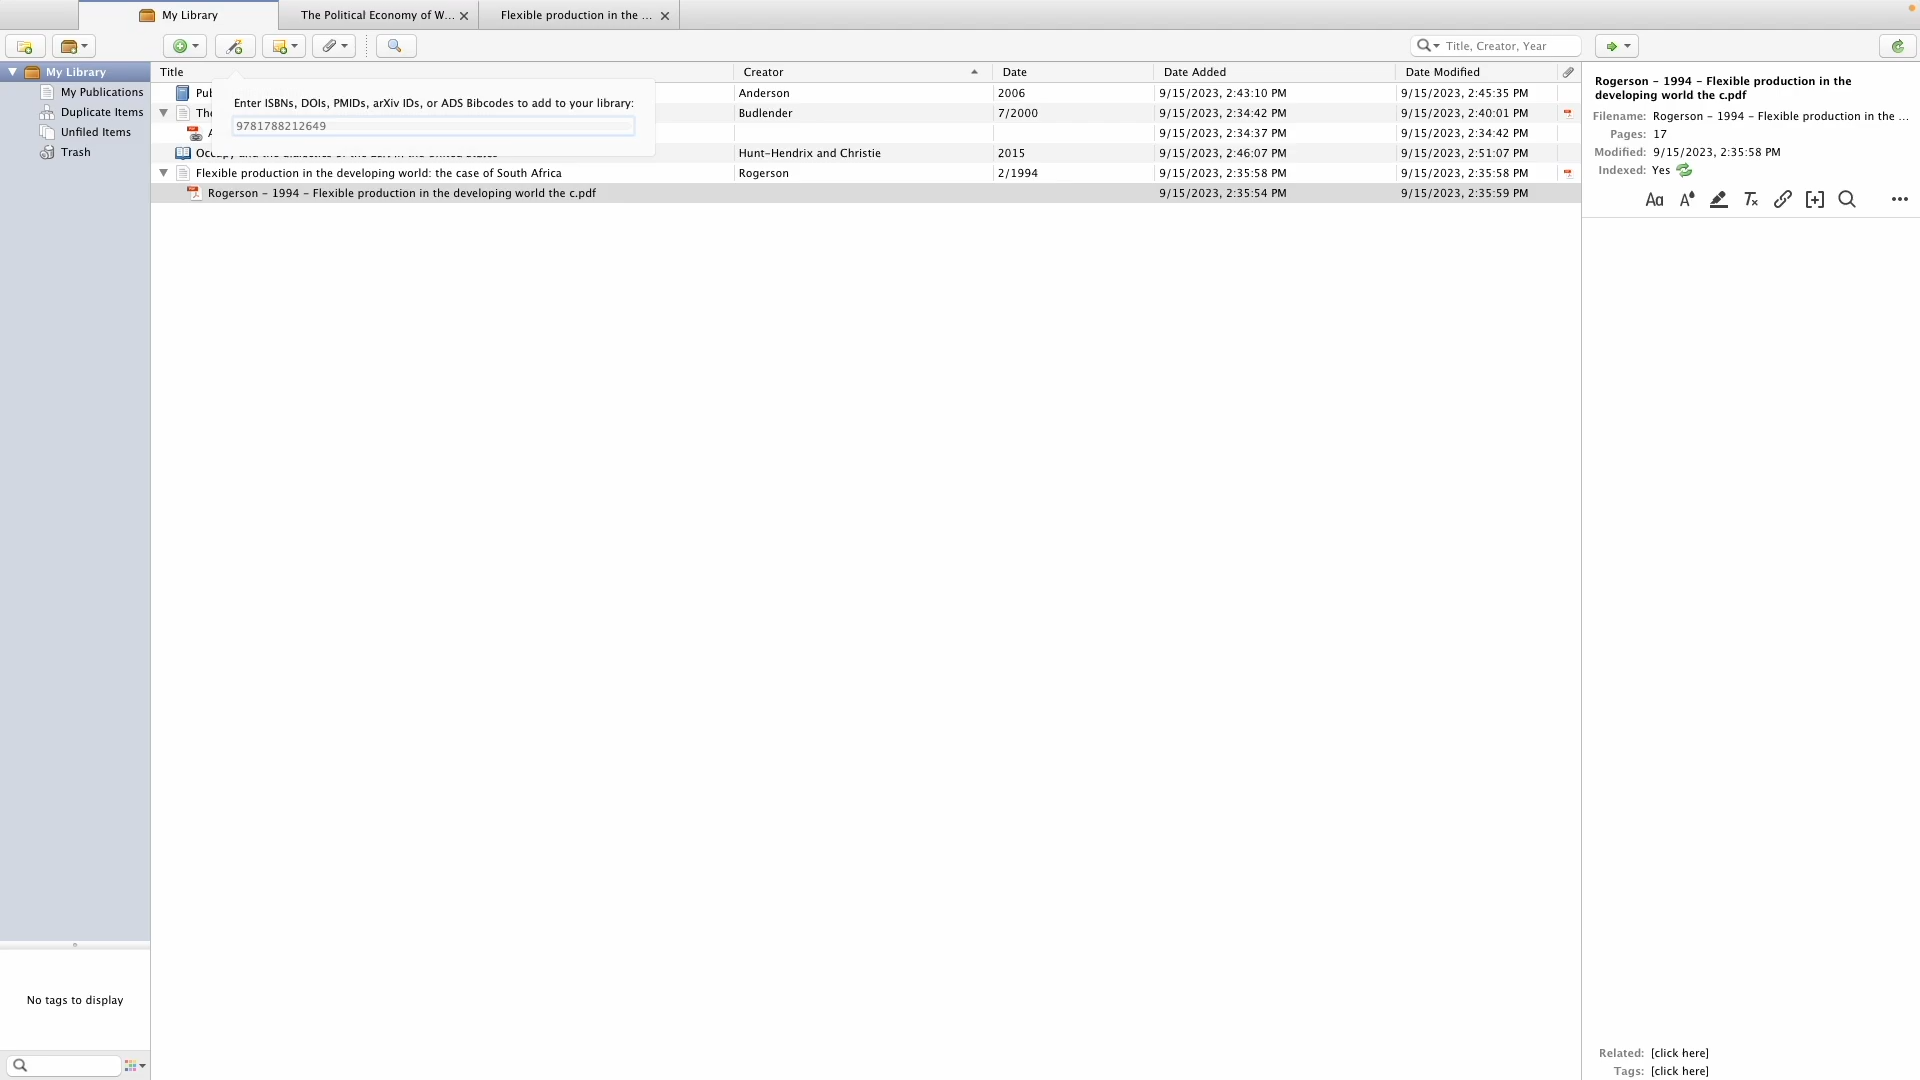 My Library
The Political Economy of W...
Flexible production in the ...
Title, Creator, Year
My Library
My Publications
Duplicate Items
Unfiled Items
Trash
No tags to display
Title Creator Date Date Added Date Modified
Enter ISBNs, DOIs, PMIDs, arXiv IDs, or ADS Bibcodes to add to your library:
9781788212649
Anderson 2006 9/15/2023, 2:43:10 PM 9/15/2023, 2:45:35 PM
Budlender 7/2000 9/15/2023, 2:34:42 PM 9/15/2023, 2:40:01 PM
9/15/2023, 2:34:37 PM 9/15/2023, 2:34:42 PM
Hunt-Hendrix and Christie 2015 9/15/2023, 2:46:07 PM 9/15/2023, 2:51:07 PM
Flexible production in the developing world: the case of South Africa Rogerson 2/1994 9/15/2023, 2:35:58 PM 9/15/2023, 2:35:58 PM
Rogerson - 1994 - Flexible production in the developing world the c.pdf 9/15/2023, 2:35:54 PM 9/15/2023, 2:35:59 PM
Rogerson - 1994 - Flexible production in the
developing world the c.pdf
Filename: Rogerson - 1994 - Flexible production in the ...
Pages: 17
Modified: 9/15/2023, 2:35:58 PM
Indexed: Yes
Related: [click here]
Tags: [click here]